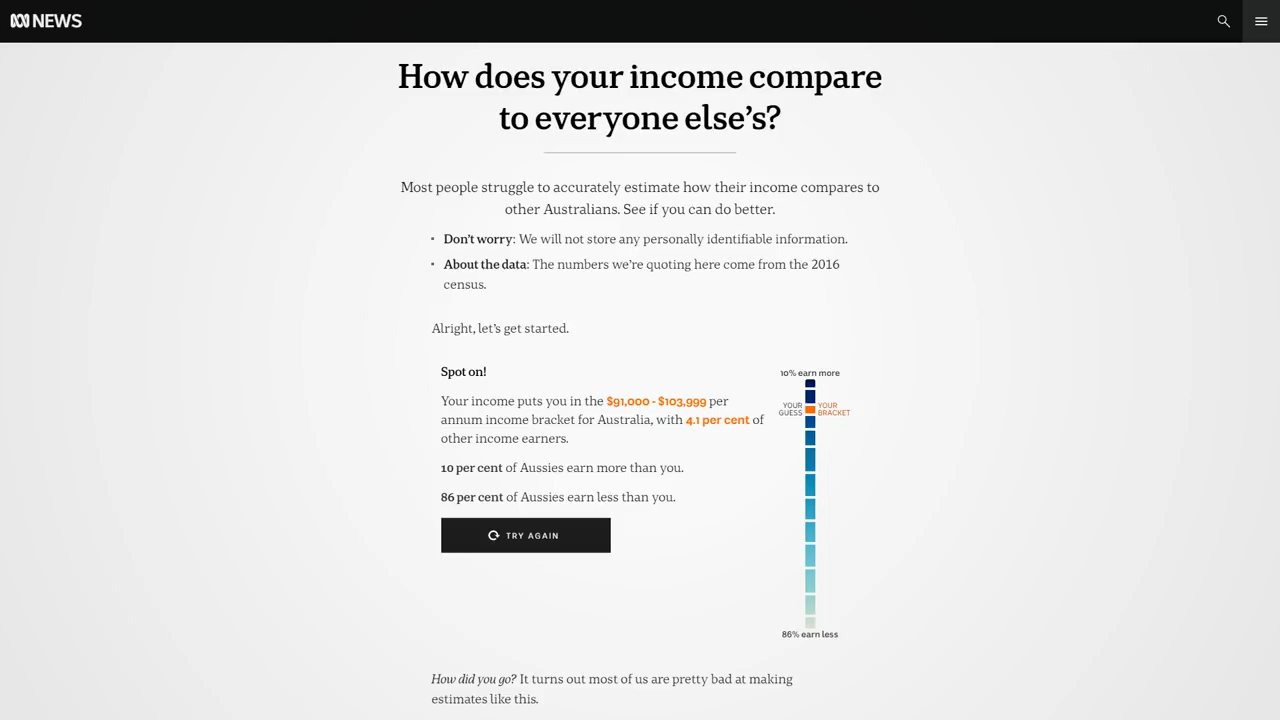 NEWS
How does your income compare
to everyone else's?
Most people struggle to accurately estimate how their income compares to
other Australians. See if you can do better.
Don't worry: We will not store any personally identifiable information.
About the data: The numbers we're quoting here come from the 2016
census.
Alright, let's get started.
Spot on!
Your income puts you in the $91,000 - $103,999 per
annum income bracket for Australia, with 4.1 per cent of
other income earners.
10 per cent of Aussies earn more than you.
86 per cent of Aussies earn less than you.
TRY AGAIN
10% earn more
YOUR
GUESS
YOUR
BRACKET
86% earn less
How did you go? It turns out most of us are pretty bad at making
estimates like this.